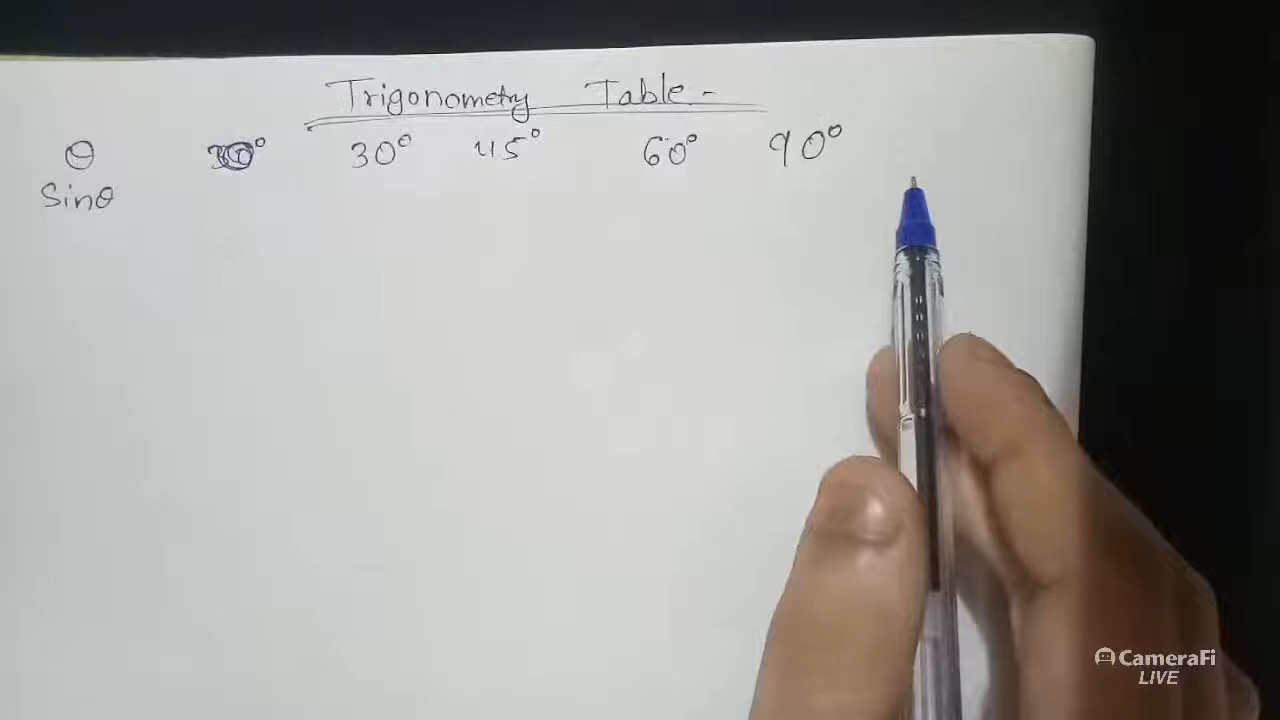 Trigonometry Table -
θ 30° 45° 60° 90°
Sinθ
CameraFi
LIVE